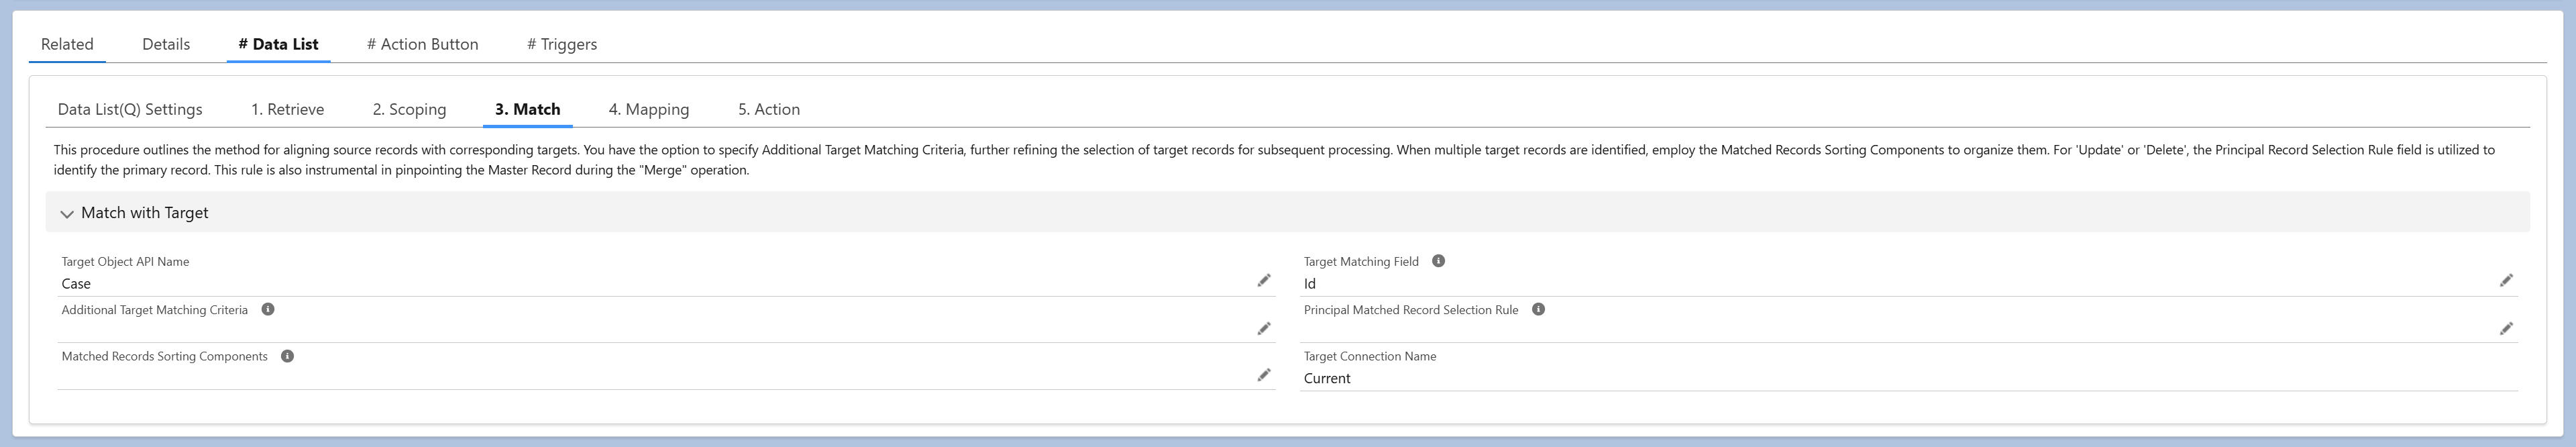 Related Details # Data List # Action Button # Triggers
Data List(Q) Settings 1. Retrieve 2. Scoping 3. Match 4. Mapping 5. Action
This procedure outlines the method for aligning source records with corresponding targets. You have the option to specify Additional Target Matching Criteria, further refining the selection of target records for subsequent processing. When multiple target records are identified, employ the Matched Records Sorting Components to organize them. For 'Update' or 'Delete', the Principal Record Selection Rule field is utilized to
identify the primary record. This rule is also instrumental in pinpointing the Master Record during the "Merge" operation.
Match with Target
Target Object API Name
Case
Target Matching Field
Id
Additional Target Matching Criteria
Principal Matched Record Selection Rule
Matched Records Sorting Components
Target Connection Name
Current